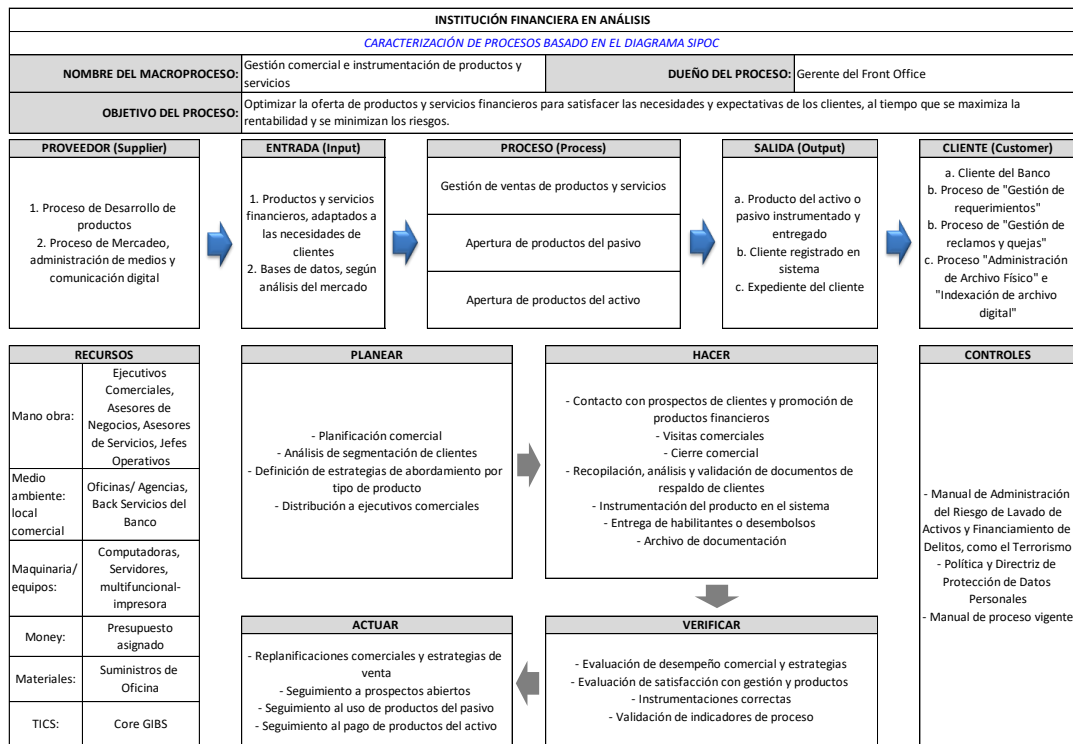 INSTITUCIÓN FINANCIERA EN ANÁLISIS
CARACTERIZACIÓN DE PROCESOS BASADO EN EL DIAGRAMA SIPOC
NOMBRE DEL MACROPROCESO:
Gestión comercial e instrumentación de productos y
servicios
DUEÑO DEL PROCESO:
Gerente del Front Office
OBJETIVO DEL PROCESO:
Optimizar la oferta de productos y servicios financieros para satisfacer las necesidades y expectativas de los clientes, al tiempo que se maximiza la
rentabilidad y se minimizan los riesgos.
PROVEEDOR (Supplier)
1. Proceso de Desarrollo de
productos
2. Proceso de Mercadeo,
administración de medios y
comunicación digital
ENTRADA (Input)
1. Productos y servicios
financieros, adaptados a
las necesidades de
clientes
2. Bases de datos, según
análisis del mercado
PROCESO (Process)
Gestión de ventas de productos y servicios
Apertura de productos del pasivo
Apertura de productos del activo
SALIDA (Output)
a. Producto del activo o
pasivo instrumentado y
entregado
b. Cliente registrado en
sistema
c. Expediente del cliente
CLIENTE (Customer)
a. Cliente del Banco
b. Proceso de "Gestión de
requerimientos"
b. Proceso de "Gestión de
reclamos y quejas"
c. Proceso "Administración
de Archivo Físico" e
"Indexación de archivo
digital"
RECURSOS
Mano obra:
Ejecutivos
Comerciales,
Asesores de
Negocios, Asesores
de Servicios, Jefes
Operativos
Medio
ambiente:
local
comercial
Oficinas/ Agencias,
Back Servicios del
Banco
Maquinaria/
equipos:
Computadoras,
Servidores,
multifuncional-
impresora
Money:
Presupuesto
asignado
Materiales:
Suministros de
Oficina
TICS:
Core GIBS
PLANEAR
- Planificación comercial
- Análisis de segmentación de clientes
- Definición de estrategias de abordamiento por
tipo de producto
- Distribución a ejecutivos comerciales
HACER
- Contacto con prospectos de clientes y promoción de
productos financieros
- Visitas comerciales
- Cierre comercial
- Recopilación, análisis y validación de documentos de
respaldo de clientes
- Instrumentación del producto en el sistema
- Entrega de habilitantes o desembolsos
- Archivo de documentación
ACTUAR
- Replanificaciones comerciales y estrategias de
venta
- Seguimiento a prospectos abiertos
- Seguimiento al uso de productos del pasivo
- Seguimiento al pago de productos del activo
VERIFICAR
- Evaluación de desempeño comercial y estrategias
- Evaluación de satisfacción con gestión y productos
- Instrumentaciones correctas
- Validación de indicadores de proceso
CONTROLES
- Manual de Administración
del Riesgo de Lavado de
Activos y Financiamiento de
Delitos, como el Terrorismo
- Política y Directriz de
Protección de Datos
Personales
- Manual de proceso vigente